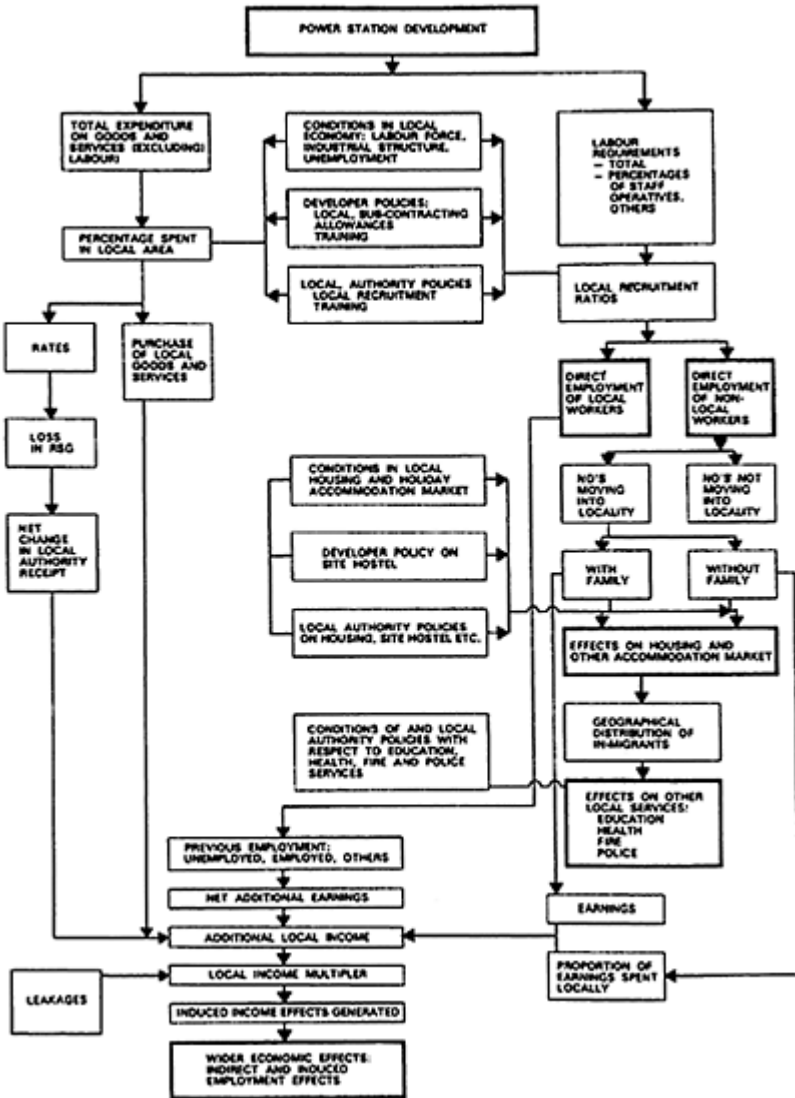 POWER STATION DEVELOPMENT
TOTAL EXPENDITURE
ON GOODS AND
SERVICES (EXCLUDING)
LABOUR)
CONDITIONS IN LOCAL
ECONOMY: LABOUR FORCE,
INDUSTRIAL STRUCTURE,
UNEMPLOYMENT
LABOUR
REQUIREMENTS
– TOTAL
– PERCENTAGES
OF STAFF
OPERATIVES,
OTHERS
DEVELOPER POLICIES:
LOCAL, SUB-CONTRACTING
ALLOWANCES
TRAINING
PERCENTAGE SPENT
IN LOCAL AREA
LOCAL, AUTHORITY POLICIES
LOCAL RECRUITMENT
TRAINING
LOCAL RECRUITMENT
RATIOS
RATES
PURCHASE
OF LOCAL
GOODS AND
SERVICES
DIRECT
EMPLOYMENT
OF LOCAL
WORKERS
DIRECT
EMPLOYMENT
OF NON-
LOCAL
WORKERS
LOSS
IN RSG
CONDITIONS IN LOCAL
HOUSING AND HOLIDAY
ACCOMMODATION MARKET
NO'S
MOVING
INTO
LOCALITY
NO'S NOT
MOVING
INTO
LOCALITY
NET
CHANGE
IN LOCAL
AUTHORITY
RECEIPT
DEVELOPER POLICY ON
SITE HOSTEL
WITH
FAMILY
WITHOUT
FAMILY
LOCAL AUTHORITY POLICIES
ON HOUSING, SITE HOSTEL ETC.
EFFECTS ON HOUSING AND
OTHER ACCOMMODATION MARKET
GEOGRAPHICAL
DISTRIBUTION OF
IN-MIGRANTS
CONDITIONS OF AND LOCAL
AUTHORITY POLICIES WITH
RESPECT TO EDUCATION,
HEALTH, FIRE AND POLICE
SERVICES
EFFECTS ON OTHER
LOCAL SERVICES:
EDUCATION
HEALTH
FIRE
POLICE
PREVIOUS EMPLOYMENT:
UNEMPLOYED, EMPLOYED, OTHERS
NET ADDITIONAL EARNINGS
EARNINGS
ADDITIONAL LOCAL INCOME
LOCAL INCOME MULTIPLER
PROPORTION OF
EARNINGS SPENT
LOCALLY
LEAKAGES
INDUCED INCOME EFFECTS GENERATED
WIDER ECONOMIC EFFECTS:
INDIRECT AND INDUCED
EMPLOYMENT EFFECTS